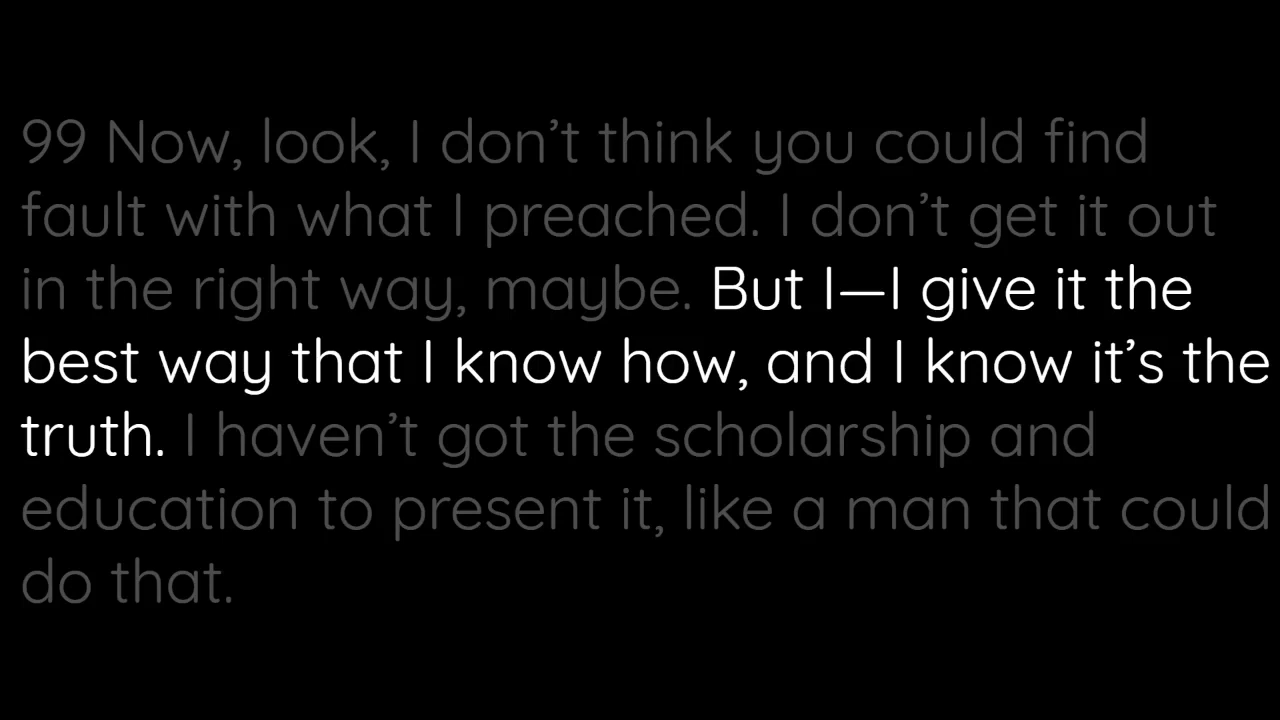 99 Now, look, I don’t think you could find
fault with what I preached. I don’t get it out
in the right way, maybe. But I—I give it the
best way that I know how, and I know it’s the
truth. I haven’t got the scholarship and
education to present it, like a man that could
do that.